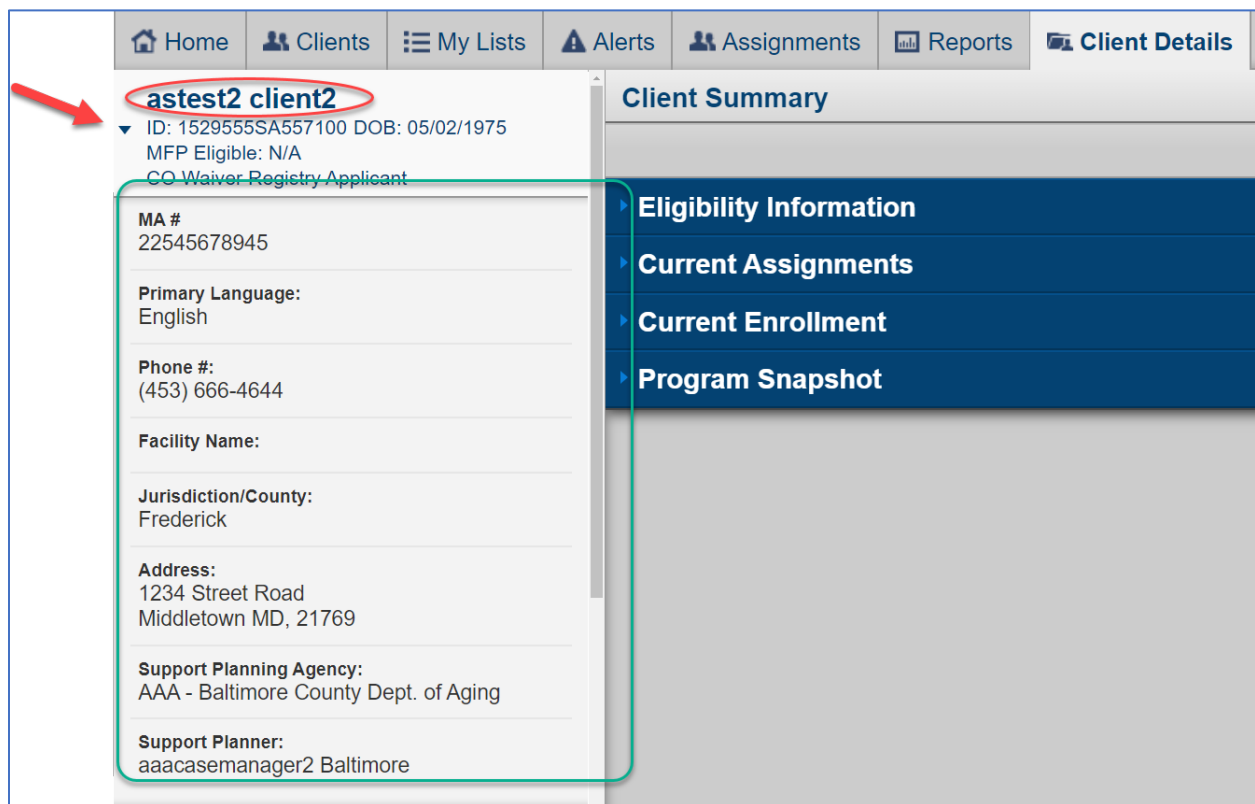 Home Clients My Lists Alerts Assignments Reports Client Details
astest2 client2
ID: 1529555SA557100 DOB: 05/02/1975
MFP Eligible: N/A
CO Waiver Registry Applicant
MA #
22545678945
Primary Language:
English
Phone #:
(453) 666-4644
Facility Name:
Jurisdiction/County:
Frederick
Address:
1234 Street Road
Middletown MD, 21769
Support Planning Agency:
AAA - Baltimore County Dept. of Aging
Support Planner:
aaacasemanager2 Baltimore
Client Summary
Eligibility Information
Current Assignments
Current Enrollment
Program Snapshot